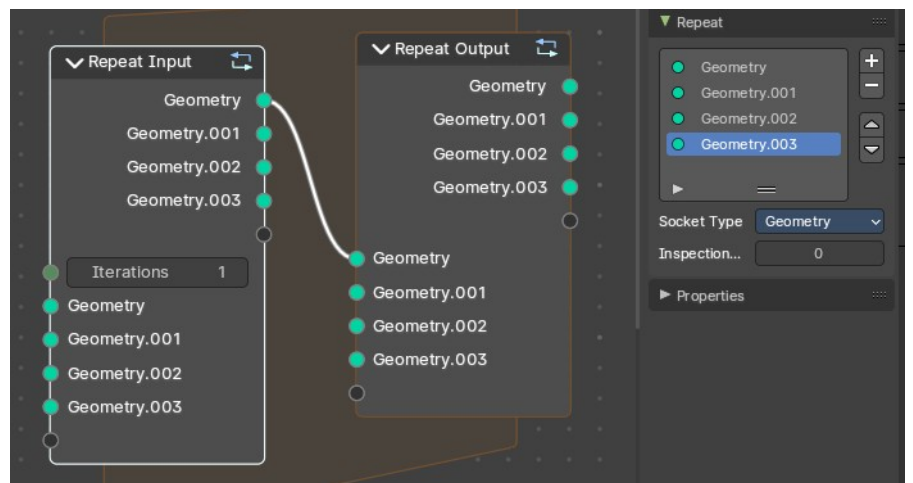 Repeat Input
Geometry
Geometry.001
Geometry.002
Geometry.003
Iterations 1
Geometry
Geometry.001
Geometry.002
Geometry.003
Repeat Output
Geometry
Geometry.001
Geometry.002
Geometry.003
Geometry
Geometry.001
Geometry.002
Geometry.003
Repeat
Geometry
Geometry.001
Geometry.002
Geometry.003
Socket Type Geometry
Inspection... 0
Properties